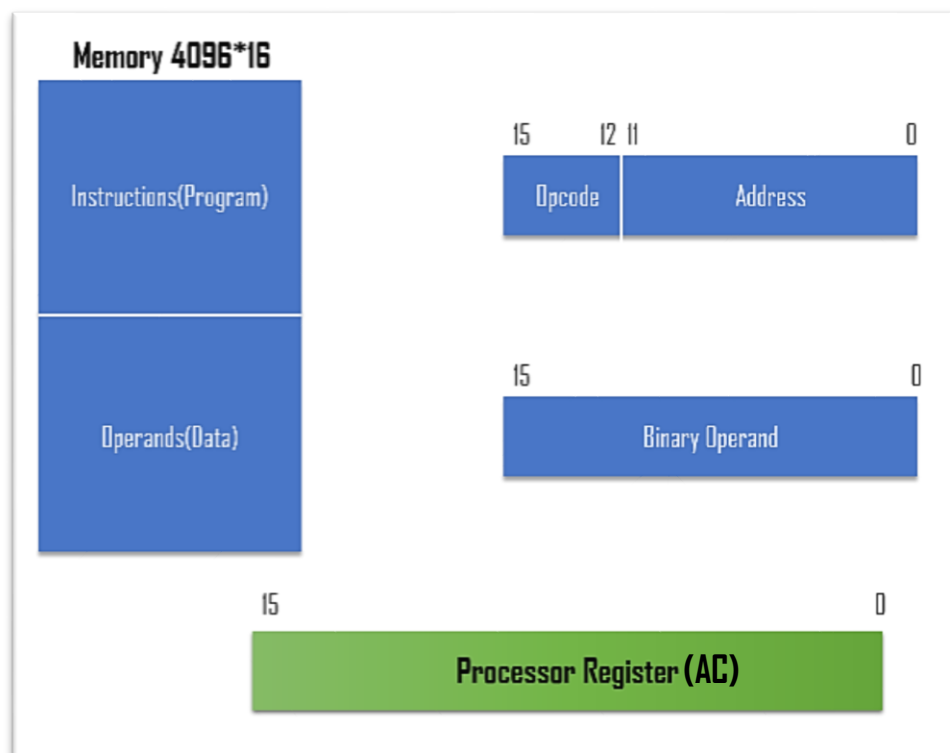 Memory 4096*16
Instructions(Program)
15 12 11 0
Opcode Address
Operands(Data)
15 0
Binary Operand
15 0
Processor Register (AC)